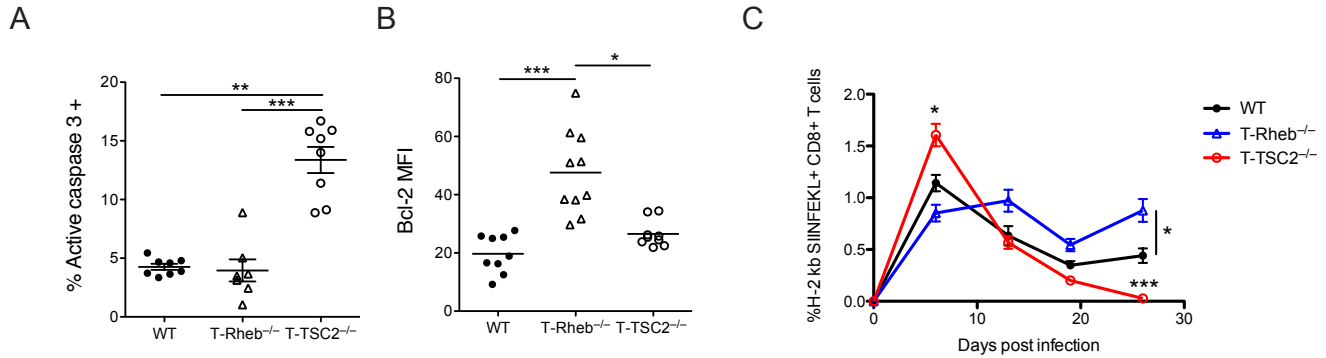 A
% Active caspase 3 +
20
15
10
5
0
**
***
WT
T-Rheb–/–
T-TSC2–/–
B
Bcl-2 MFI
80
60
40
20
0
***
*
WT
T-Rheb–/–
T-TSC2–/–
C
%H-2 kb SIINFEKL+ CD8+ T cells
2.0
1.5
1.0
0.5
0.0
*
*
***
0
10
20
30
Days post infection
WT
T-Rheb–/–
T-TSC2–/–